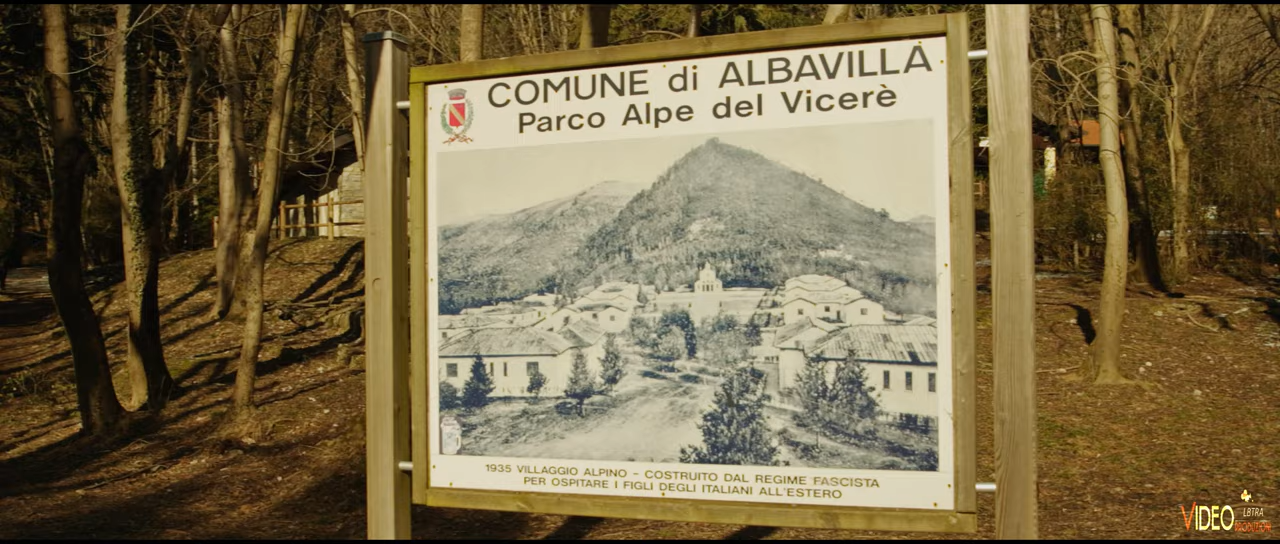 COMUNE di ALBAVILLA
Parco Alpe del Vicerè
1935 VILLAGGIO ALPINO - COSTRUITO DAL REGIME FASCISTA
PER OSPITARE I FIGLI DEGLI ITALIANI ALL'ESTERO
VIDEO
LBTRA